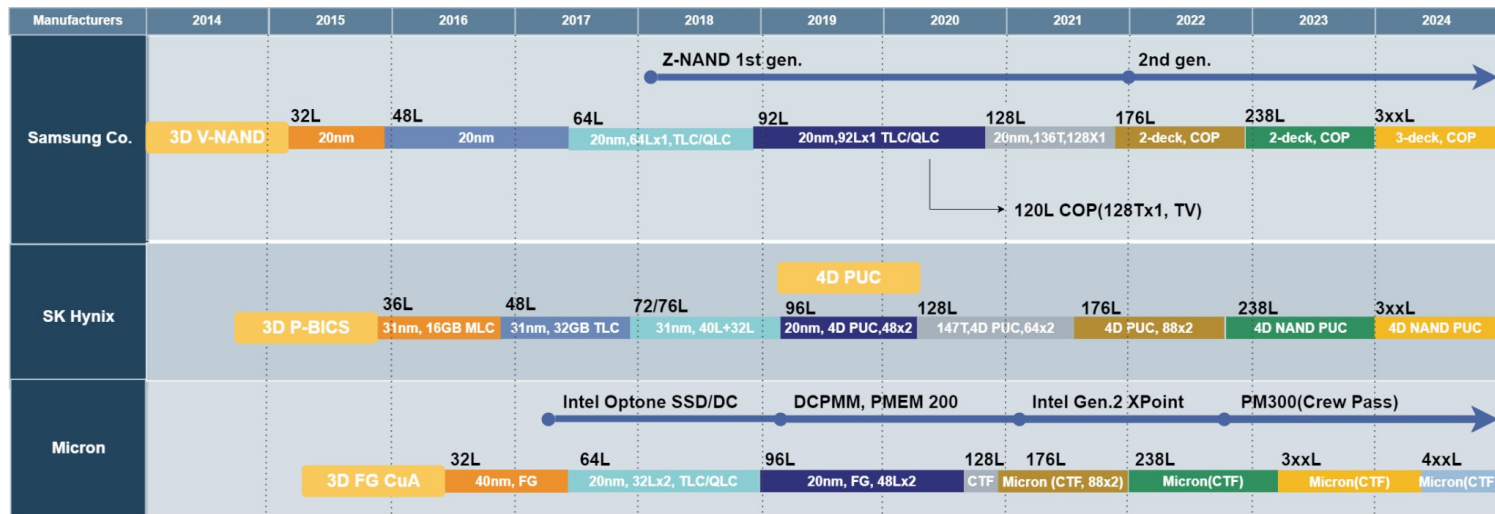 Manufacturers 2014 2015 2016 2017 2018 2019 2020 2021 2022 2023 2024
Z-NAND 1st gen. 2nd gen.
32L 48L 64L 92L 128L 176L 238L 3xxL
Samsung Co. 3D V-NAND 20nm 20nm 20nm,64Lx1,TLC/QLC 20nm,92Lx1 TLC/QLC 20nm,136T,128X1 2-deck, COP 2-deck, COP 3-deck, COP
120L COP(128Tx1, TV)
4D PUC
36L 48L 72/76L 96L 128L 176L 238L 3xxL
SK Hynix 3D P-BICS 31nm, 16GB MLC 31nm, 32GB TLC 31nm, 40L+32L 20nm, 4D PUC,48x2 147T,4D PUC,64x2 4D PUC, 88x2 4D NAND PUC 4D NAND PUC
Intel Optone SSD/DC DCPMM, PMEM 200 Intel Gen.2 XPoint PM300(Crew Pass)
Micron
32L 64L 96L 128L 176L 238L 3xxL 4xxL
3D FG CuA 40nm, FG 20nm, 32Lx2, TLC/QLC 20nm, FG, 48Lx2 CTF Micron (CTF, 88x2) Micron(CTF) Micron(CTF) Micron(CTF